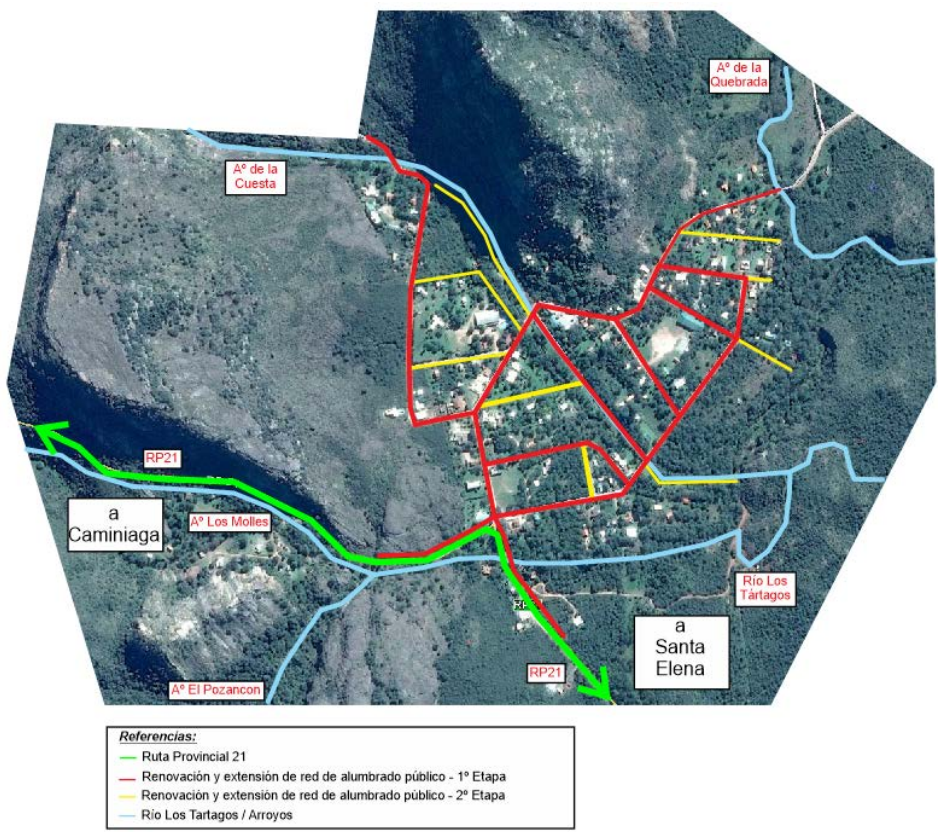 Aº de la
Quebrada
Aº de la
Cuesta
RP21
a
Caminiaga
Aº Los Molles
Río Los
Tártagos
a
Santa
Elena
RP21
Aº El Pozancon
Referencias:
Ruta Provincial 21
Renovación y extensión de red de alumbrado público - 1º Etapa
Renovación y extensión de red de alumbrado público - 2º Etapa
Río Los Tartagos / Arroyos